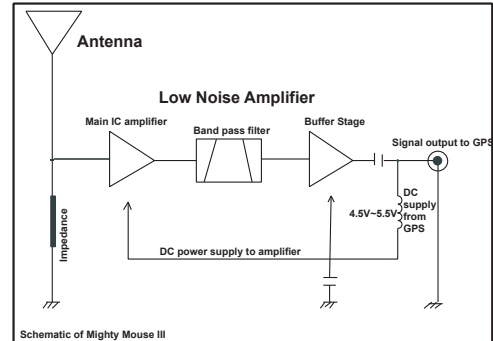 Antenna
Low Noise Amplifier
Main IC amplifier
Band pass filter
Buffer Stage
Signal output to GPS
Impedance
4.5V~5.5V
DC
supply
from
GPS
DC power supply to amplifier
Schematic of Mighty Mouse III